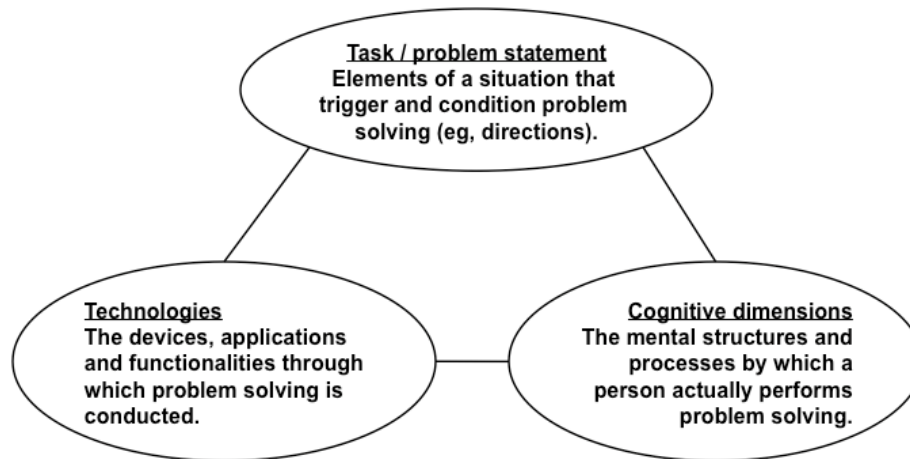 Task / problem statement
Elements of a situation that
trigger and condition problem
solving (eg, directions).
Technologies
The devices, applications
and functionalities through
which problem solving is
conducted.
Cognitive dimensions
The mental structures and
processes by which a
person actually performs
problem solving.